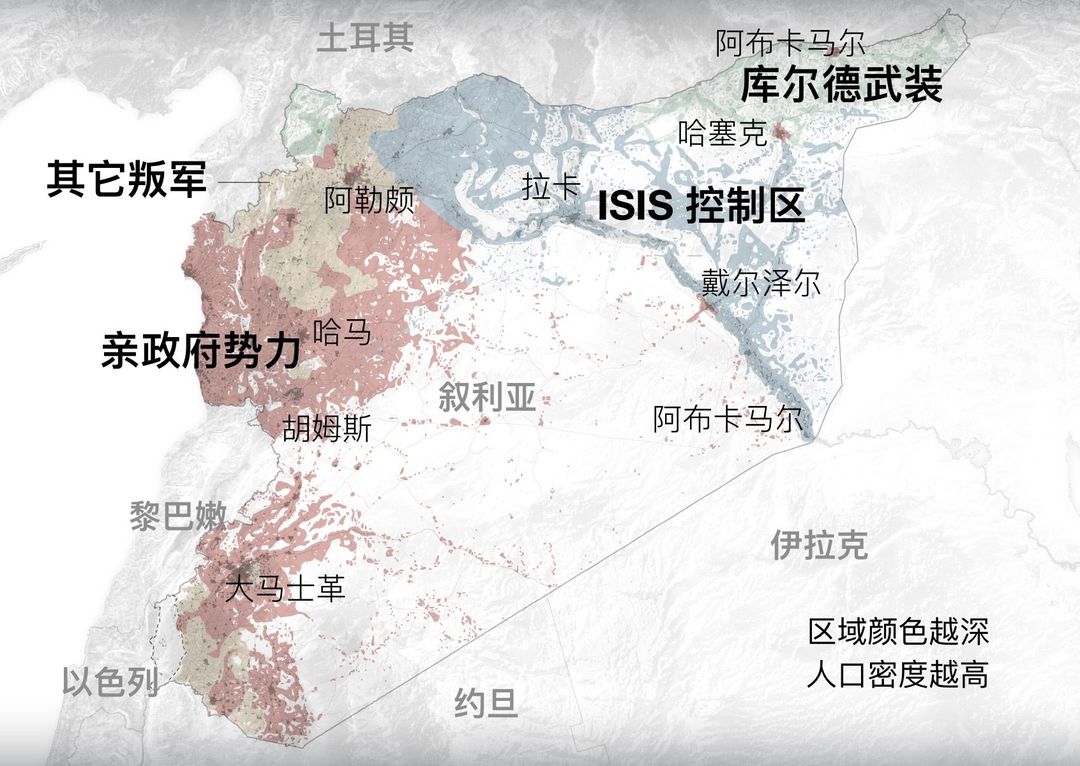 土耳其
阿布卡马尔
库尔德武装
哈塞克
其它叛军
阿勒颇
拉卡
ISIS 控制区
戴尔泽尔
哈马
亲政府势力
叙利亚
阿布卡马尔
胡姆斯
黎巴嫩
伊拉克
大马士革
区域颜色越深
人口密度越高
以色列
约旦